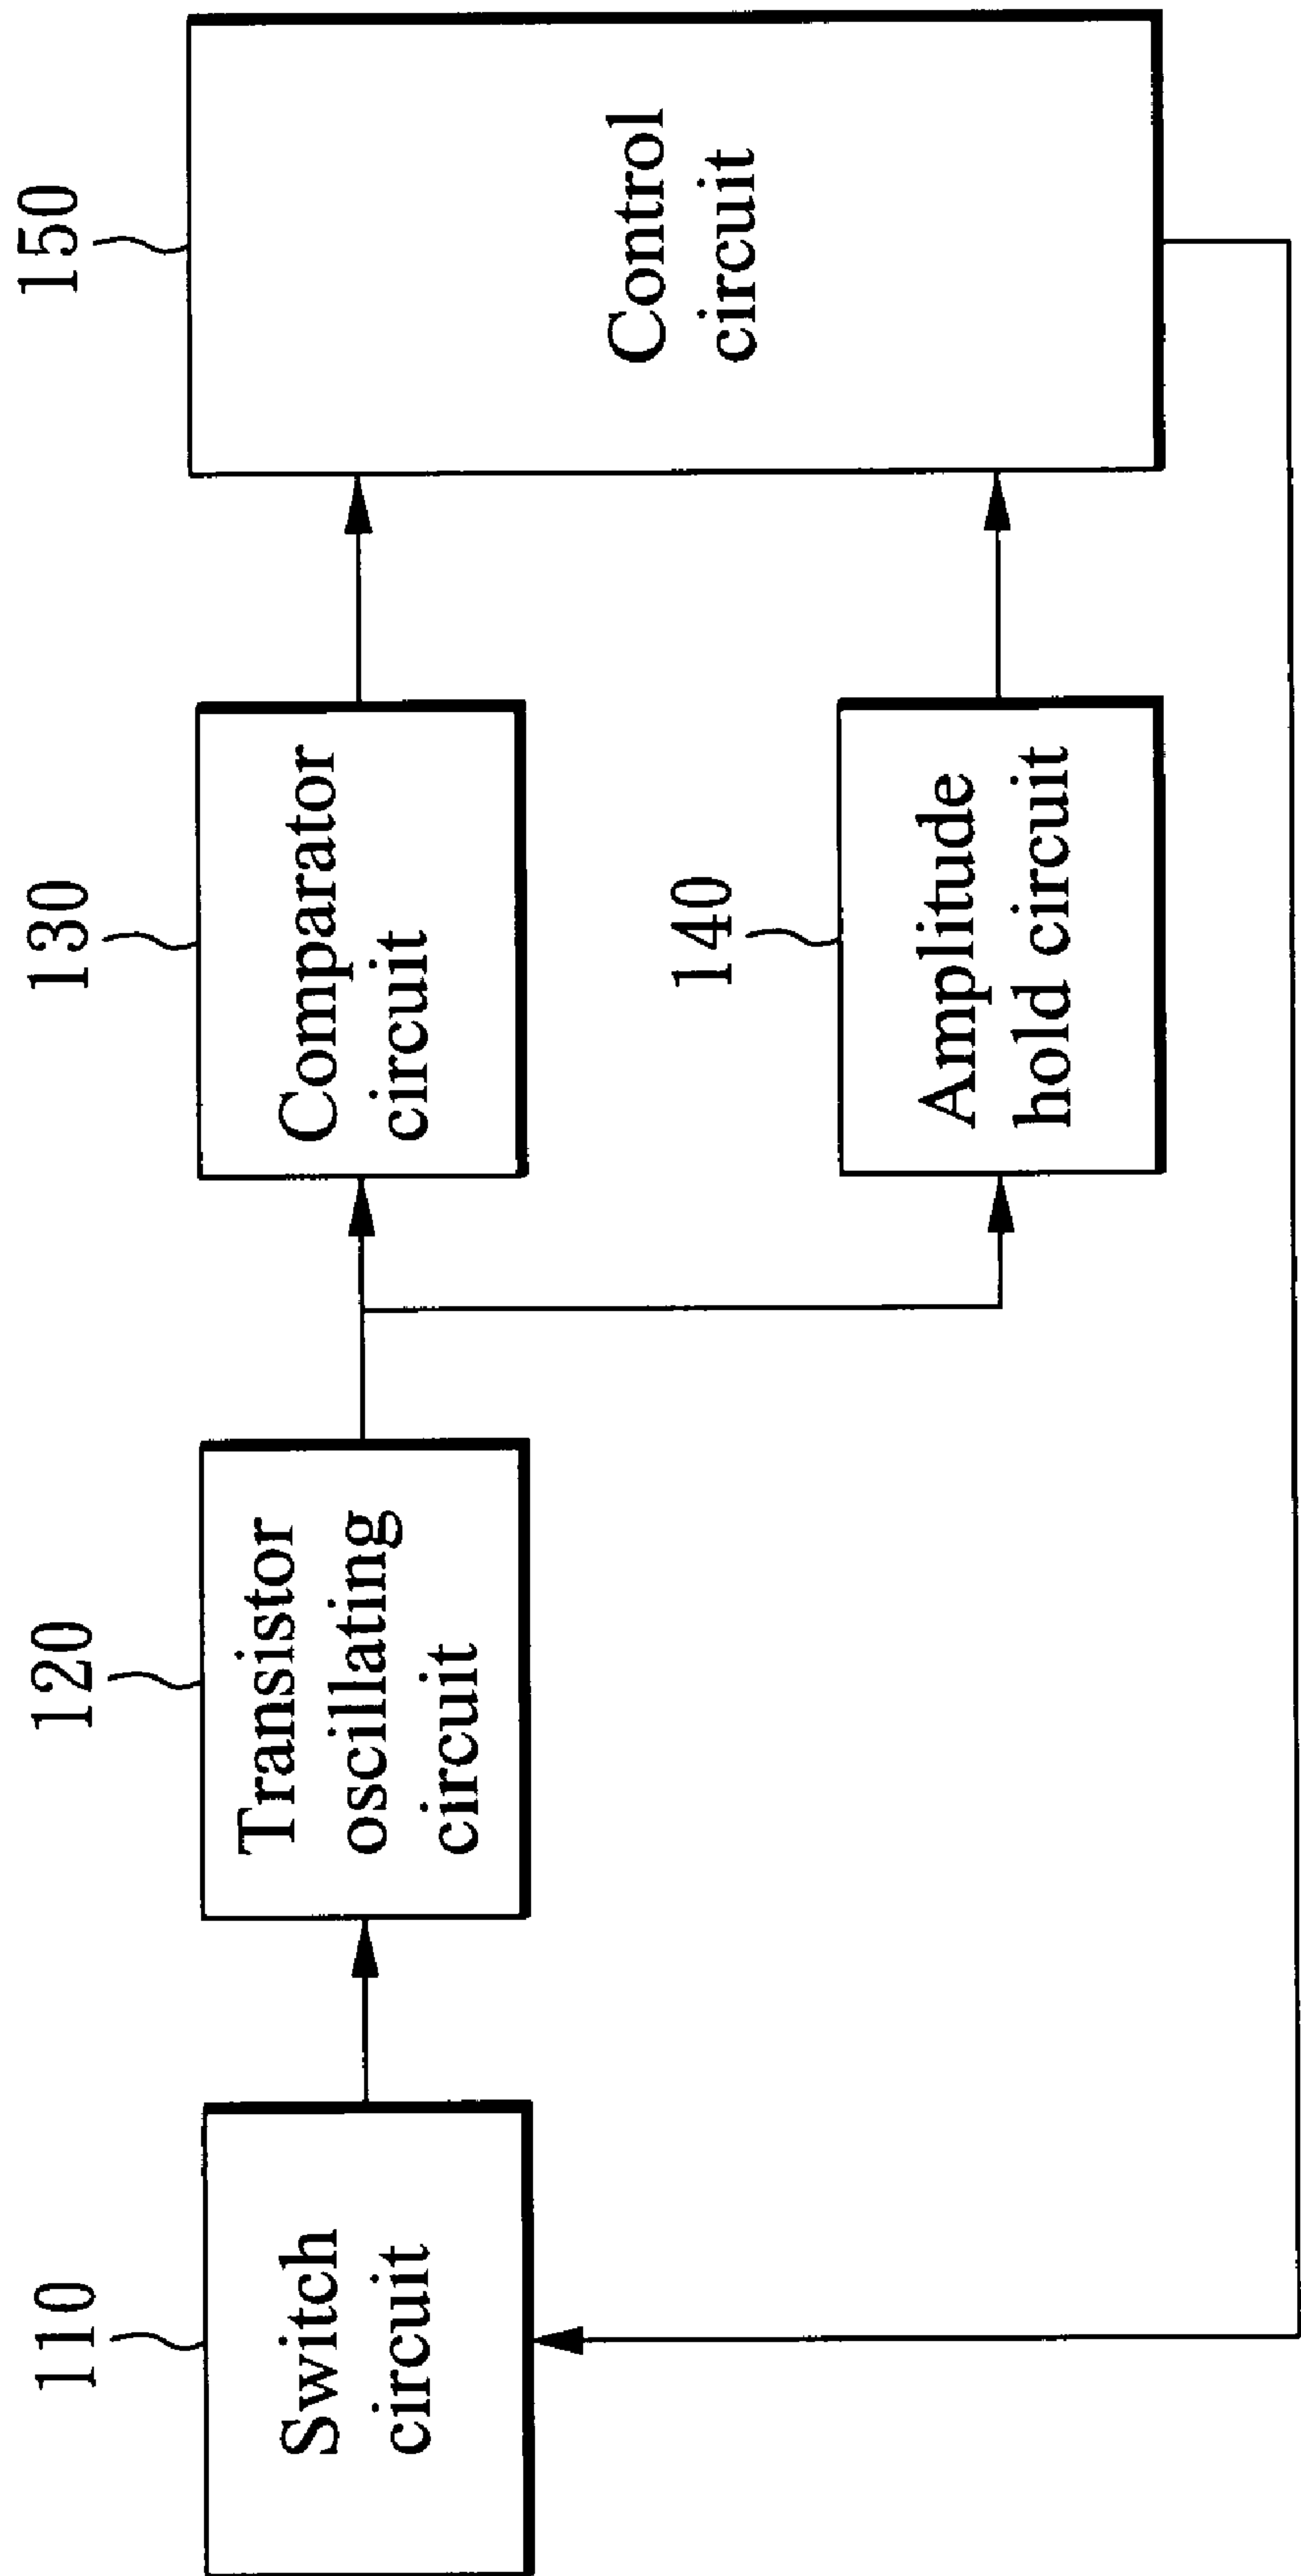 110
Switch
circuit
120
Transistor
oscillating
circuit
130
Comparator
circuit
140
Amplitude
hold circuit
150
Control
circuit